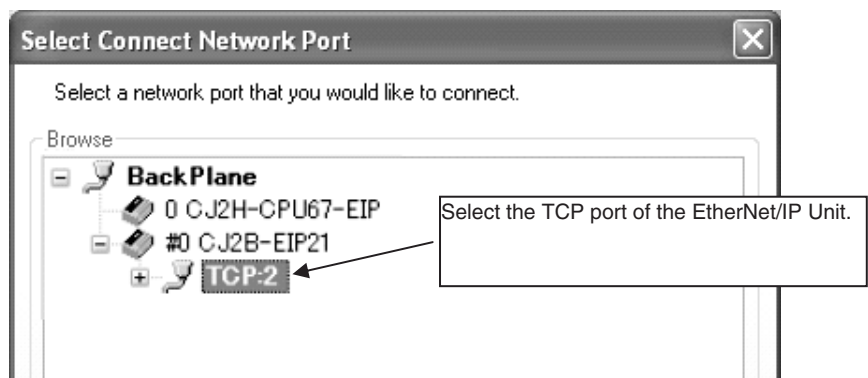 Select Connect Network Port
Select a network port that you would like to connect.
Browse
BackPlane
0 CJ2H-CPU67-EIP
#0 CJ2B-EIP21
TCP:2
Select the TCP port of the EtherNet/IP Unit.